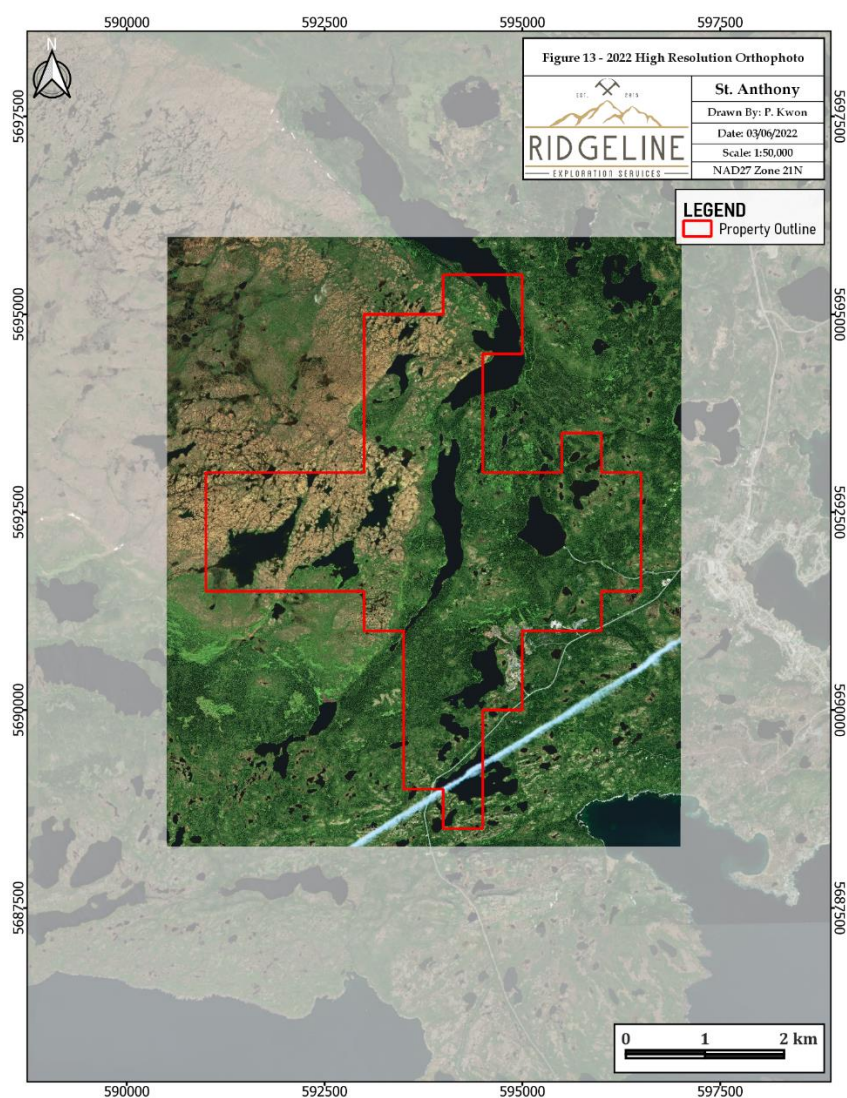 590000 592500 595000 597500
N
Figure 13 - 2022 High Resolution Orthophoto
EST. 2019
RIDGELINE
EXPLORATION SERVICES
St. Anthony
Drawn By: P. Kwon
Date: 03/06/2022
Scale: 1:50,000
NAD27 Zone 21N
LEGEND
Property Outline
5697500 5697500
5695000 5695000
5692500 5692500
5690000 5690000
5687500 5687500
0 1 2 km
590000 592500 595000 597500